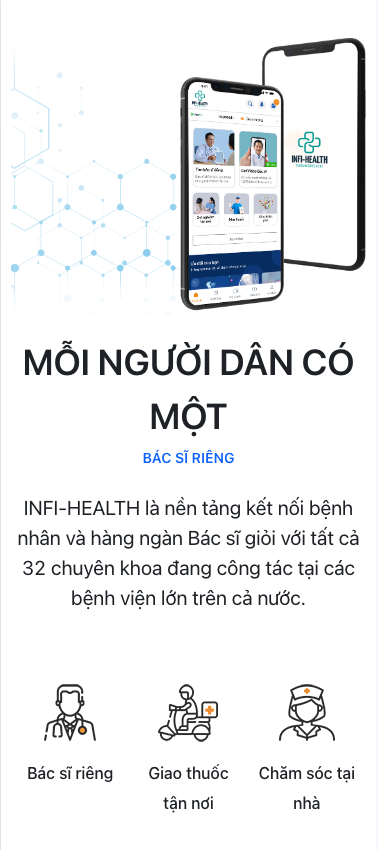 INFI-HEALTH
INFI-HEALTH
MỖI NGƯỜI DÂN CÓ
MỘT
BÁC SĨ RIÊNG
INFI-HEALTH là nền tảng kết nối bệnh
nhân và hàng ngàn Bác sĩ giỏi với tất cả
32 chuyên khoa đang công tác tại các
bệnh viện lớn trên cả nước.
Bác sĩ riêng
Giao thuốc
tận nơi
Chăm sóc tại
nhà